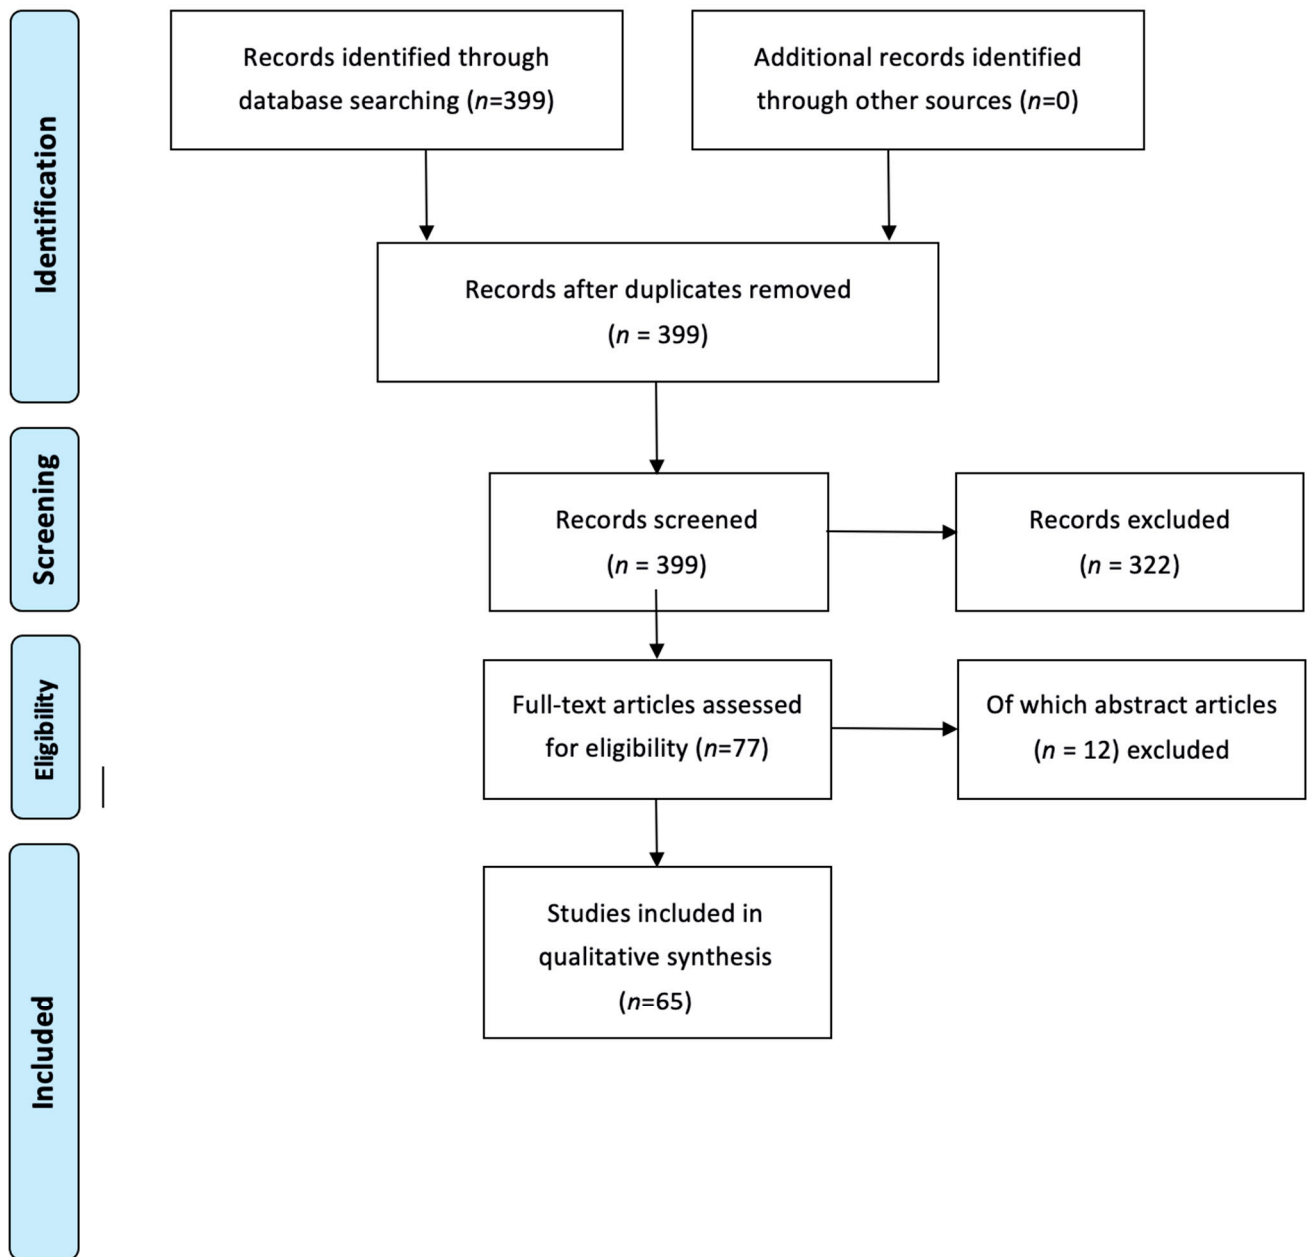 Identification
Records identified through
database searching (n=399)
Additional records identified
through other sources (n=0)
Records after duplicates removed
(n = 399)
Screening
Records screened
(n = 399)
Records excluded
(n = 322)
Eligibility
Full-text articles assessed
for eligibility (n=77)
Of which abstract articles
(n = 12) excluded
Included
Studies included in
qualitative synthesis
(n=65)